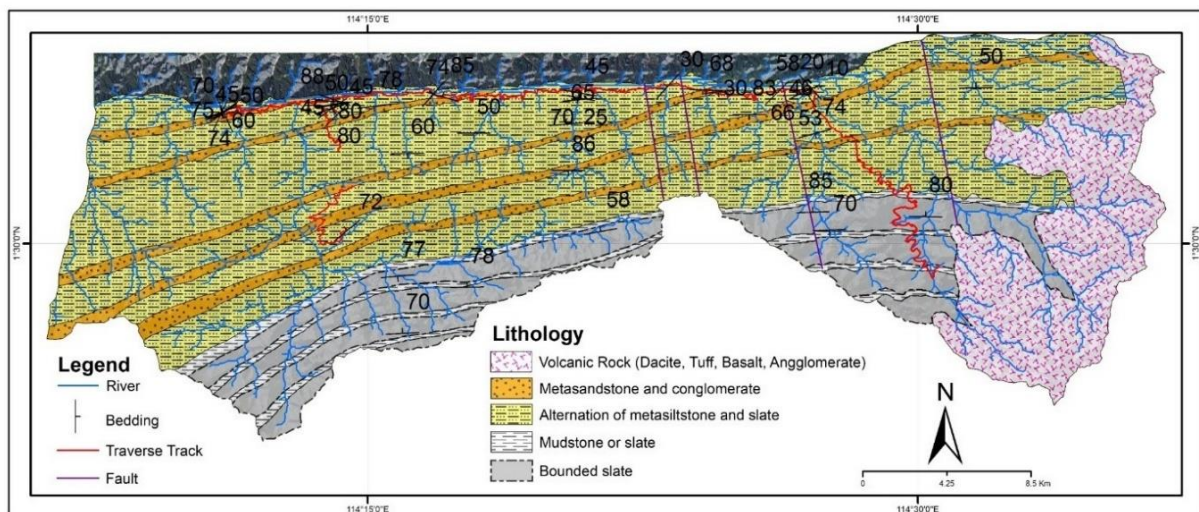 114°15'0"E
114°30'0"E
70
45
50
75
60
74
88
50
45
78
74
85
45
30
68
58
20
10
50
45
80
80
60
50
65
70
25
86
30
83
46
66
53
74
72
58
77
78
70
85
70
80
1°30'0"N
1°30'0"N
Legend
River
Bedding
Traverse Track
Fault
Lithology
Volcanic Rock (Dacite, Tuff, Basalt, Angglomerate)
Metasandstone and conglomerate
Alternation of metasiltstone and slate
Mudstone or slate
Bounded slate
N
0
4.25
8.5 Km
114°15'0"E
114°30'0"E